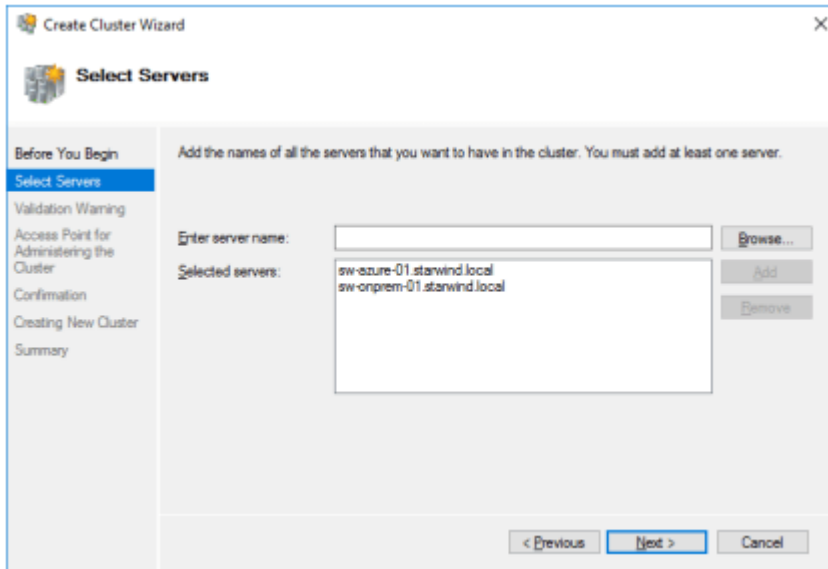 Create Cluster Wizard
Select Servers
Before You Begin
Select Servers
Validation Warning
Access Point for
Administering the
Cluster
Confirmation
Creating New Cluster
Summary
Add the names of all the servers that you want to have in the cluster. You must add at least one server.
Enter server name:
Browse...
Selected servers:
sw-azure-01.starwind.local
sw-onprem-01.starwind.local
Add
Remove
< Previous
Next >
Cancel